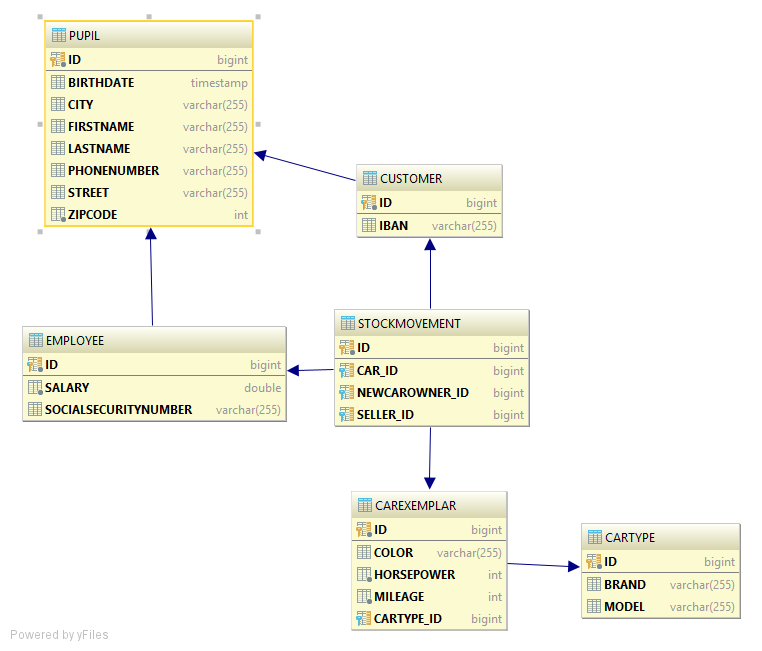 PUPIL
ID bigint
BIRTHDATE timestamp
CITY varchar(255)
FIRSTNAME varchar(255)
LASTNAME varchar(255)
PHONENUMBER varchar(255)
STREET varchar(255)
ZIPCODE int
CUSTOMER
ID bigint
IBAN varchar(255)
EMPLOYEE
ID bigint
SALARY double
SOCIALSECURITYNUMBER varchar(255)
STOCKMOVEMENT
ID bigint
CAR_ID bigint
NEWCAROWNER_ID bigint
SELLER_ID bigint
CAREXEMPLAR
ID bigint
COLOR varchar(255)
HORSEPOWER int
MILEAGE int
CARTYPE_ID bigint
CARTYPE
ID bigint
BRAND varchar(255)
MODEL varchar(255)
Powered by yFiles